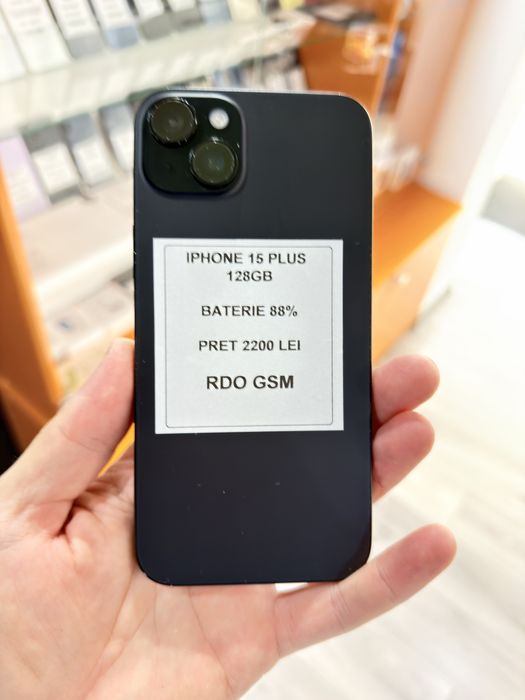 IPHONE 15 PLUS
128GB
BATERIE 88%
PRET 2200 LEI
RDO GSM